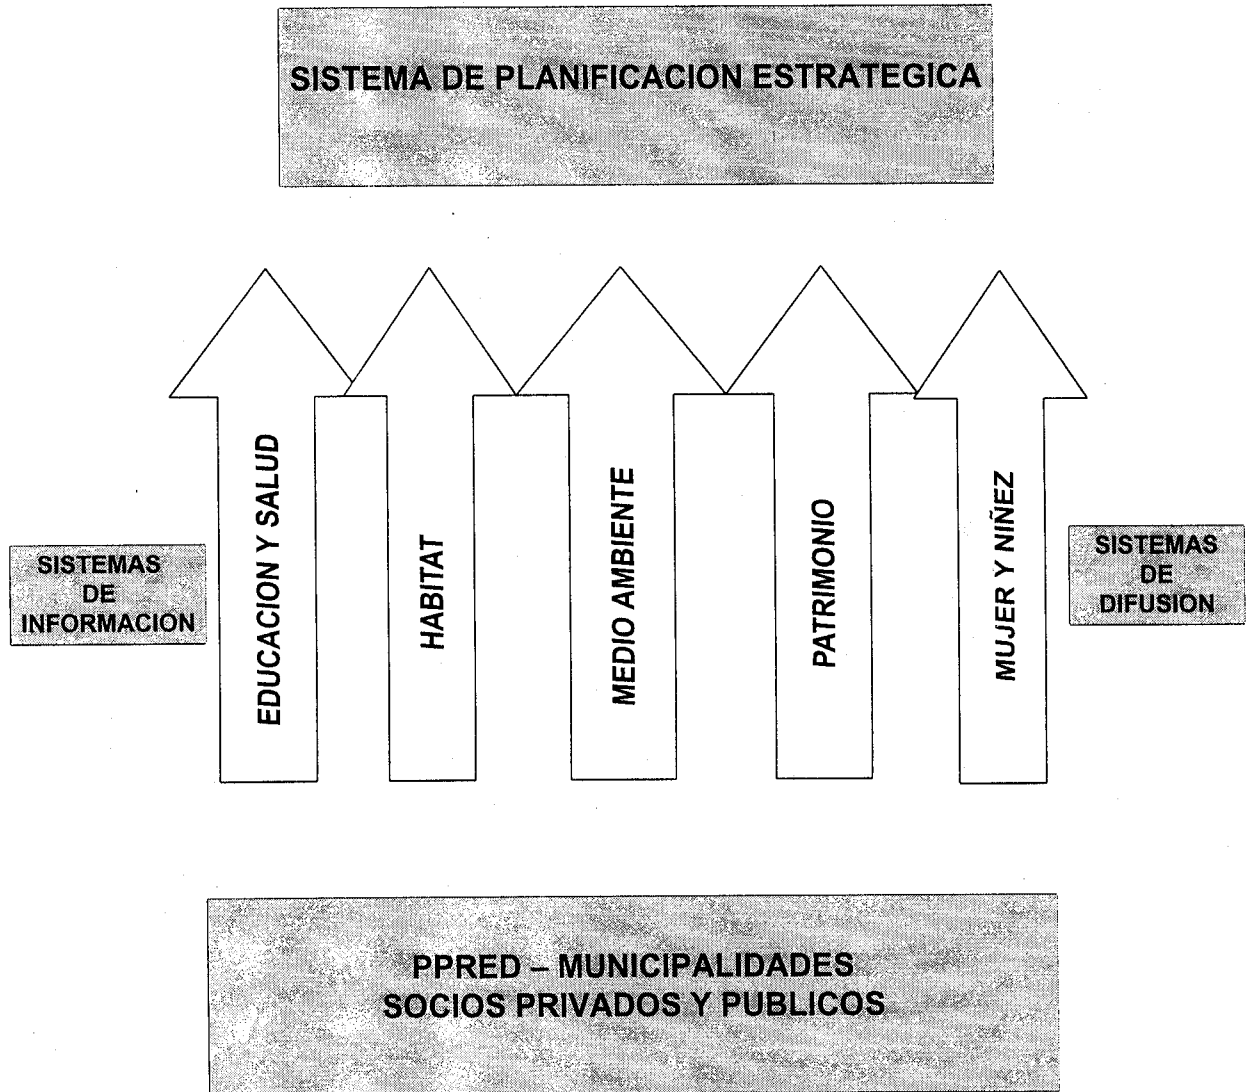 SISTEMA DE PLANIFICACION ESTRATEGICA
EDUCACION Y SALUD
HABITAT
MEDIO AMBIENTE
PATRIMONIO
MUJER Y NIÑEZ
SISTEMAS
DE
INFORMACION
SISTEMAS
DE
DIFUSION
PPRED – MUNICIPALIDADES
SOCIOS PRIVADOS Y PUBLICOS